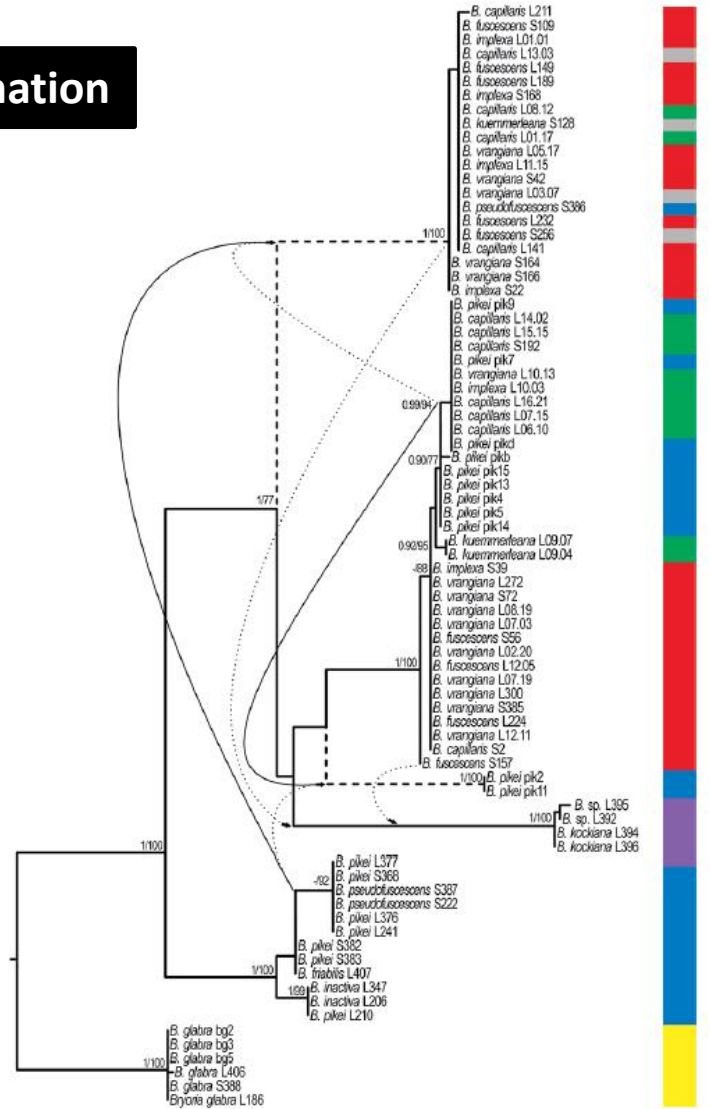 nation
B. capillaris L211
B. fuscescens S109
B. implexa L01.01
B. capillaris L13.03
B. fuscescens L149
B. fuscescens L189
B. implexa S168
B. capillaris L08.12
B. kuemmerleana S128
B. capillaris L01.17
B. vrangiana L05.17
B. implexa L11.15
B. vrangiana S42
B. vrangiana L03.07
B. pseudofuscescens S386
B. fuscescens L232
B. fuscescens S256
1/100
B. capillaris L141
B. vrangiana S164
B. vrangiana S166
B. implexa S22
B. pikei pik9
B. capillaris L14.02
B. capillaris L15.15
B. capillaris S192
B. pikei pik7
B. vrangiana L10.13
B. implexa L10.03
0.99/94
B. capillaris L16.21
B. capillaris L07.15
B. capillaris L06.10
B. pikei pikd
0.90/77
B. pikei pikb
B. pikei pik15
B. pikei pik13
B. pikei pik4
1/77
B. pikei pik5
B. pikei pik14
B. kuemmerleana L09.07
0.92/95
B. kuemmerleana L09.04
-/88
B. implexa S39
B. vrangiana L272
B. vrangiana S72
B. vrangiana L08.19
B. vrangiana L07.03
B. fuscescens S56
B. vrangiana L02.20
1/100
B. fuscescens L12.05
B. vrangiana L07.19
B. vrangiana L300
B. vrangiana S385
B. fuscescens L224
B. vrangiana L12.11
B. capillaris S2
B. fuscescens S157
1/100
B. pikei pik2
B. pikei pik11
B. sp. L395
1/100
B. sp. L392
B. kockiana L394
B. kockiana L396
1/100
B. pikei L377
B. pikei S368
-/92
B. pseudofuscescens S387
B. pseudofuscescens S222
B. pikei L376
B. pikei L241
B. pikei S382
B. pikei S383
1/100
B. friabilis L407
1/99
B. inactiva L347
B. inactiva L206
B. pikei L210
B. glabra bg2
B. glabra bg3
1/100
B. glabra bg5
B. glabra L406
B. glabra S388
Bryoria glabra L186